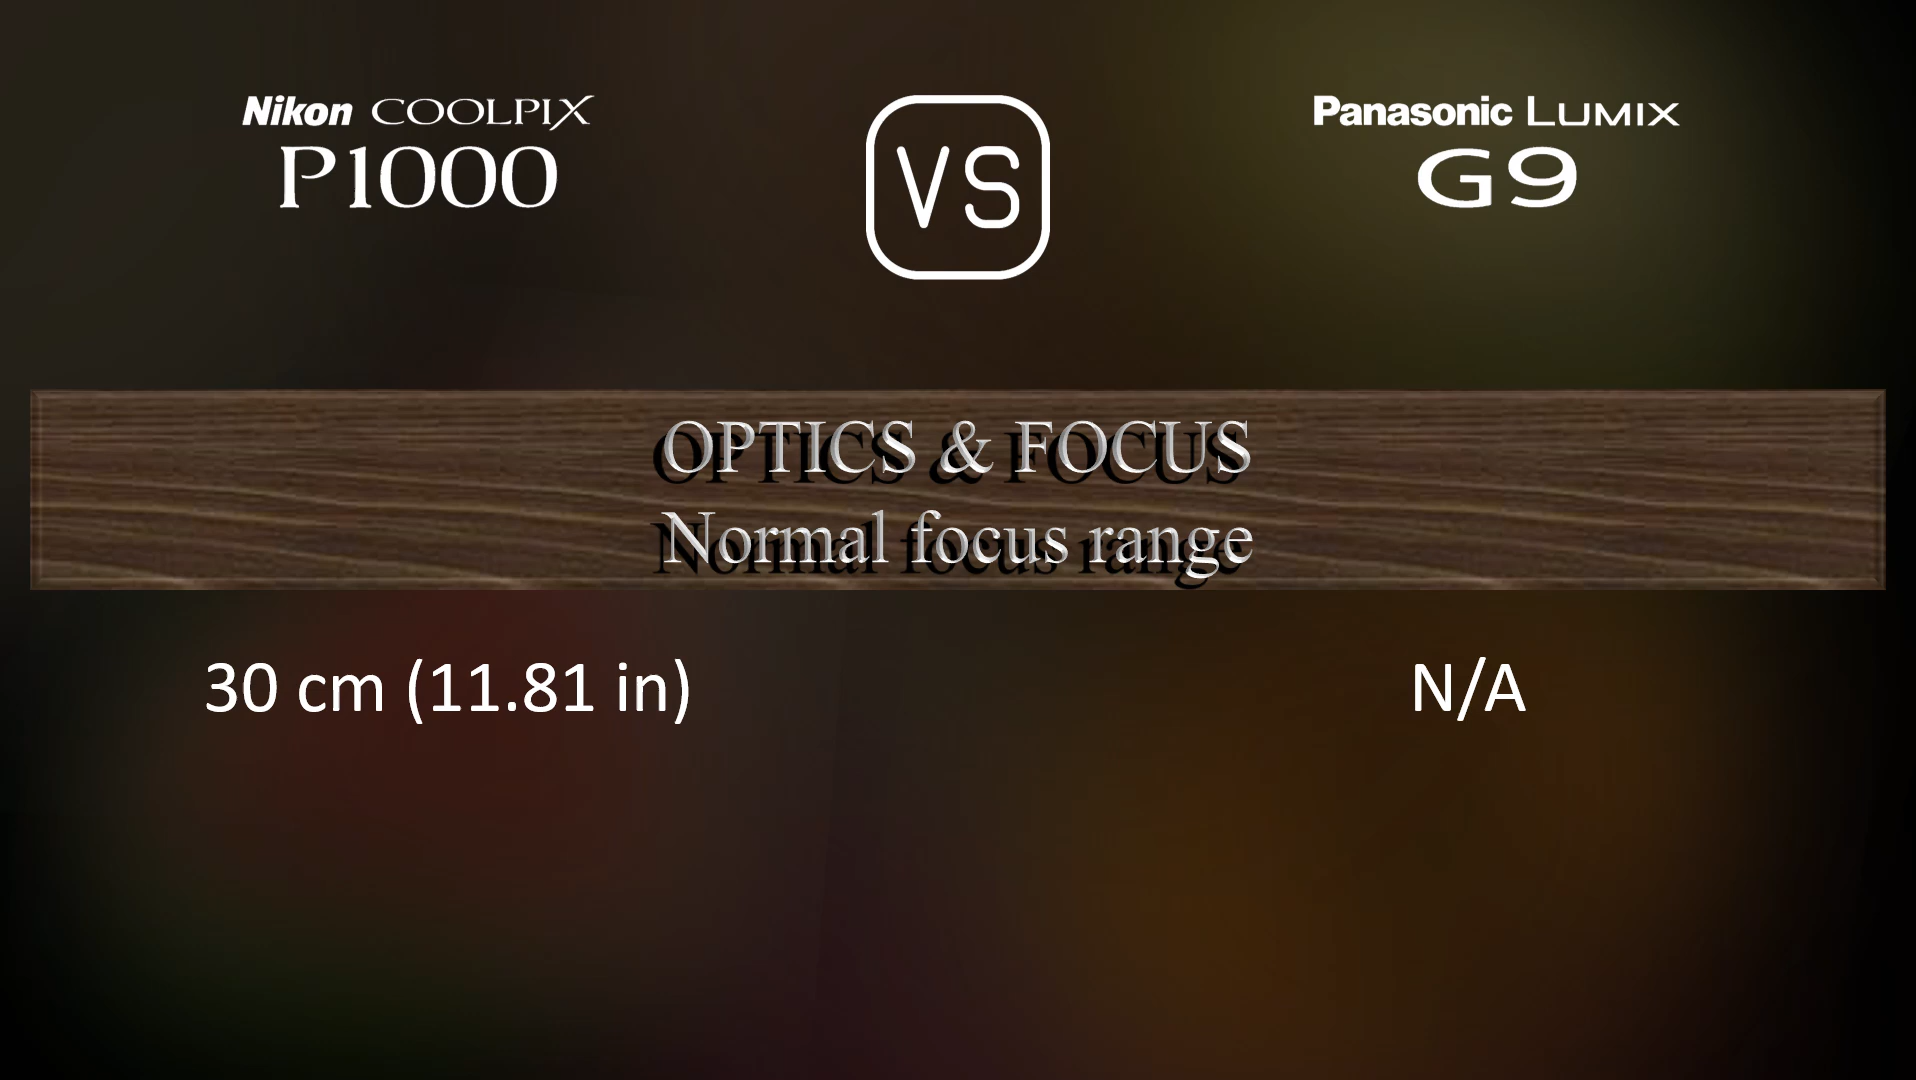 Nikon COOLPIX
P1000
VS
Panasonic LUMIX
G9
OPTICS & FOCUS
Normal focus range
30 cm (11.81 in)
N/A